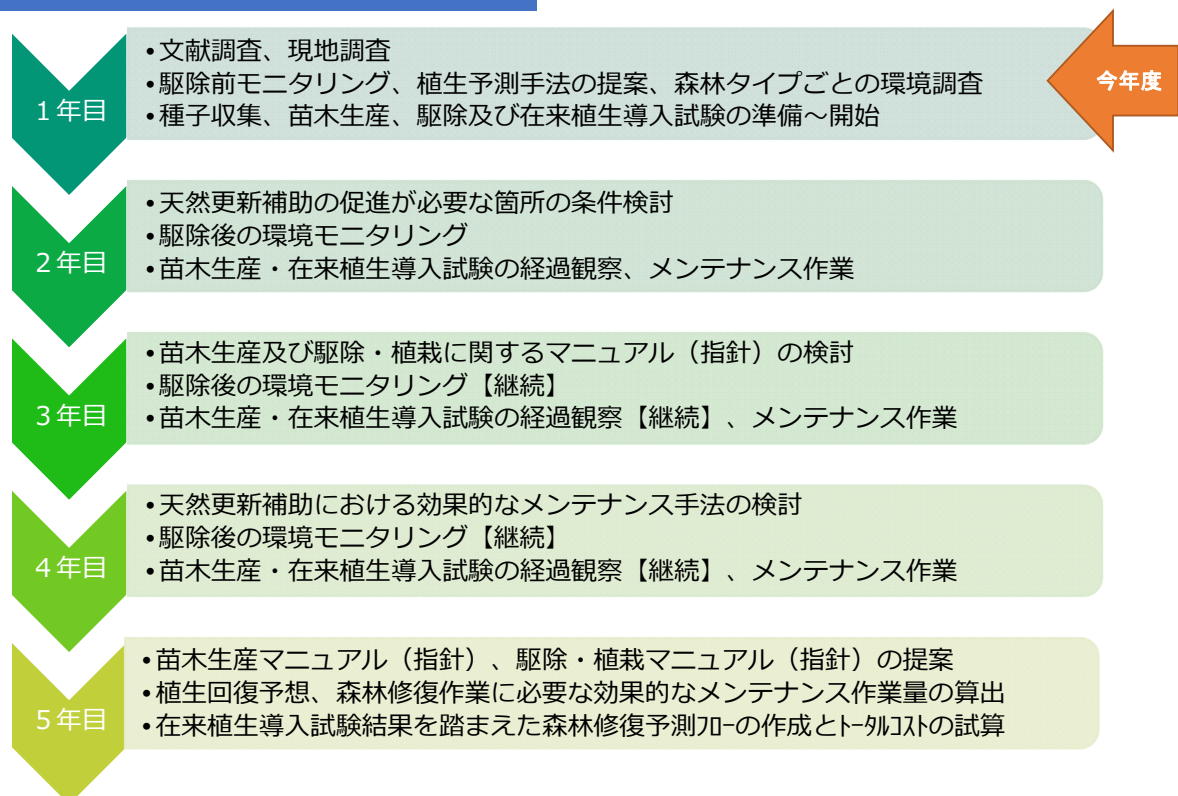 1年目
•文献調査、現地調査
•駆除前モニタリング、植生予測手法の提案、森林タイプごとの環境調査
•種子収集、苗木生産、駆除及び在来植生導入試験の準備～開始
今年度
2年目
•天然更新補助の促進が必要な箇所の条件検討
•駆除後の環境モニタリング
•苗木生産・在来植生導入試験の経過観察、メンテナンス作業
3年目
•苗木生産及び駆除・植栽に関するマニュアル（指針）の検討
•駆除後の環境モニタリング【継続】
•苗木生産・在来植生導入試験の経過観察【継続】、メンテナンス作業
4年目
•天然更新補助における効果的なメンテナンス手法の検討
•駆除後の環境モニタリング【継続】
•苗木生産・在来植生導入試験の経過観察【継続】、メンテナンス作業
5年目
•苗木生産マニュアル（指針）、駆除・植栽マニュアル（指針）の提案
•植生回復予想、森林修復作業に必要な効果的なメンテナンス作業量の算出
•在来植生導入試験結果を踏まえた森林修復予測ﾌﾛｰの作成とﾄｰﾀﾙｺｽﾄの試算